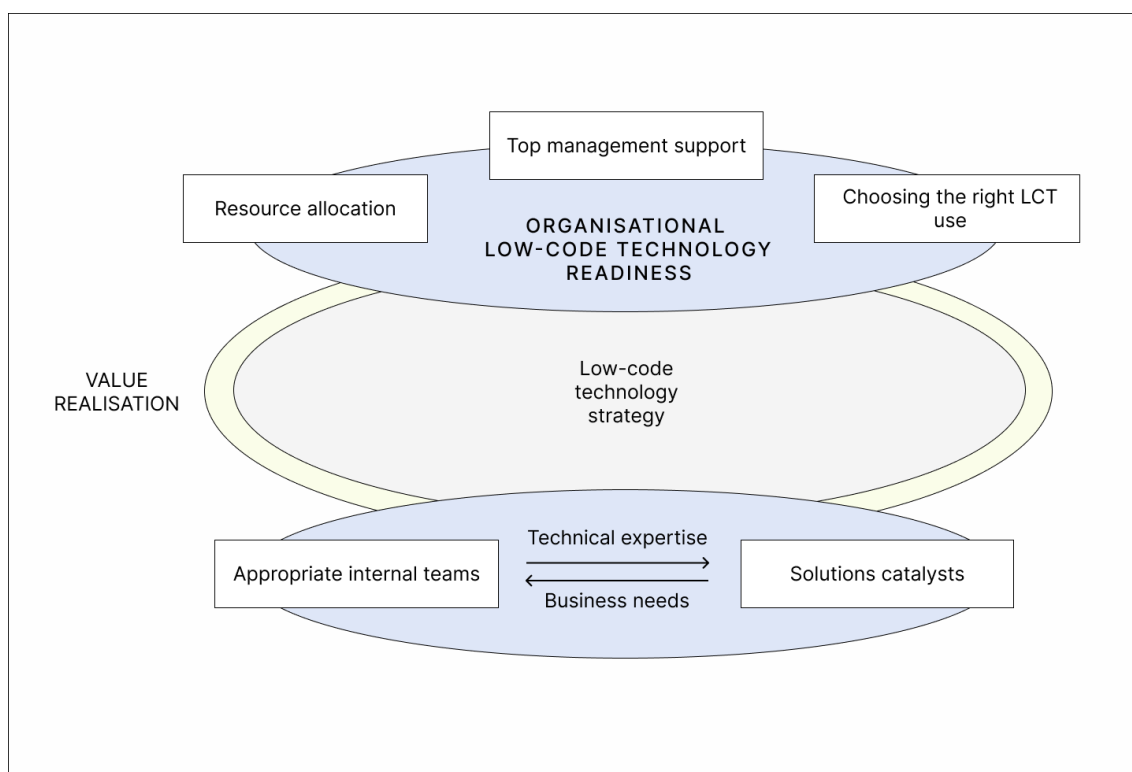 Top management support
Resource allocation
Choosing the right LCT
use
ORGANISATIONAL
LOW-CODE TECHNOLOGY
READINESS
Low-code
technology
strategy
VALUE
REALISATION
Technical expertise
Appropriate internal teams
Solutions catalysts
Business needs